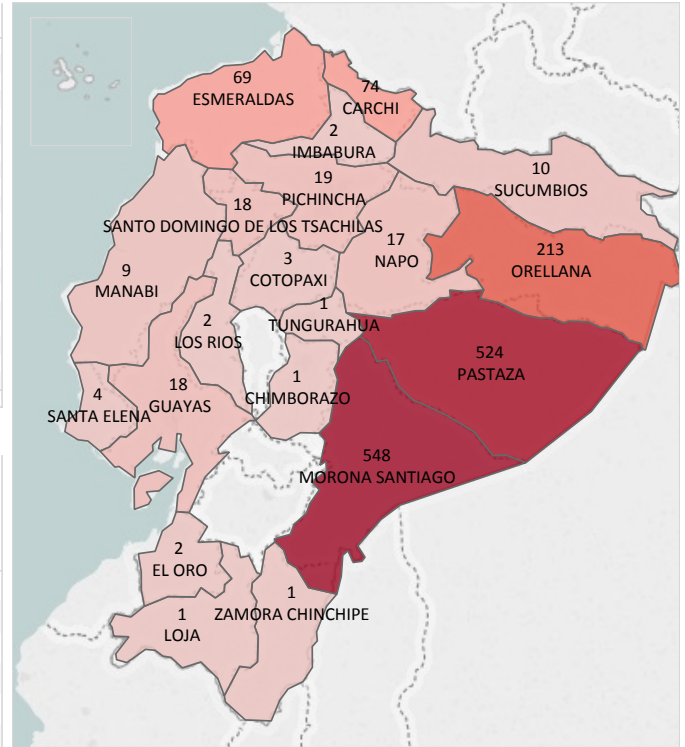 69
ESMERALDAS
74
CARCHI
2
IMBABURA
10
SUCUMBIOS
19
PICHINCHA
18
SANTO DOMINGO DE LOS TSACHILAS
17
NAPO
213
ORELLANA
3
COTOPAXI
9
MANABI
1
TUNGURAHUA
2
LOS RIOS
524
PASTAZA
1
CHIMBORAZO
18
GUAYAS
4
SANTA ELENA
548
MORONA SANTIAGO
2
EL ORO
1
ZAMORA CHINCHIPE
1
LOJA